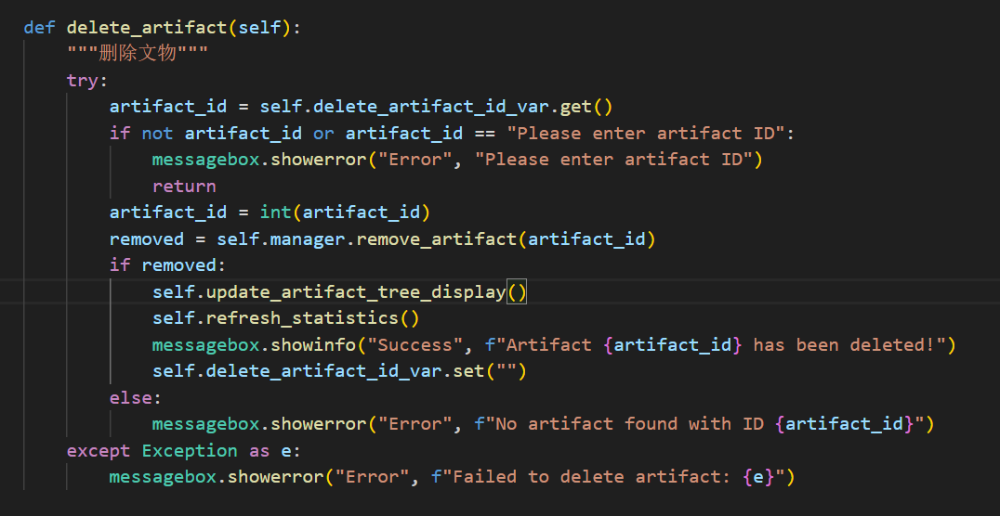 def delete_artifact(self):
    """删除文物"""
    try:
        artifact_id = self.delete_artifact_id_var.get()
        if not artifact_id or artifact_id == "Please enter artifact ID":
            messagebox.showerror("Error", "Please enter artifact ID")
            return
        artifact_id = int(artifact_id)
        removed = self.manager.remove_artifact(artifact_id)
        if removed:
            self.update_artifact_tree_display()
            self.refresh_statistics()
            messagebox.showinfo("Success", f"Artifact {artifact_id} has been deleted!")
            self.delete_artifact_id_var.set("")
        else:
            messagebox.showerror("Error", f"No artifact found with ID {artifact_id}")
    except Exception as e:
        messagebox.showerror("Error", f"Failed to delete artifact: {e}")